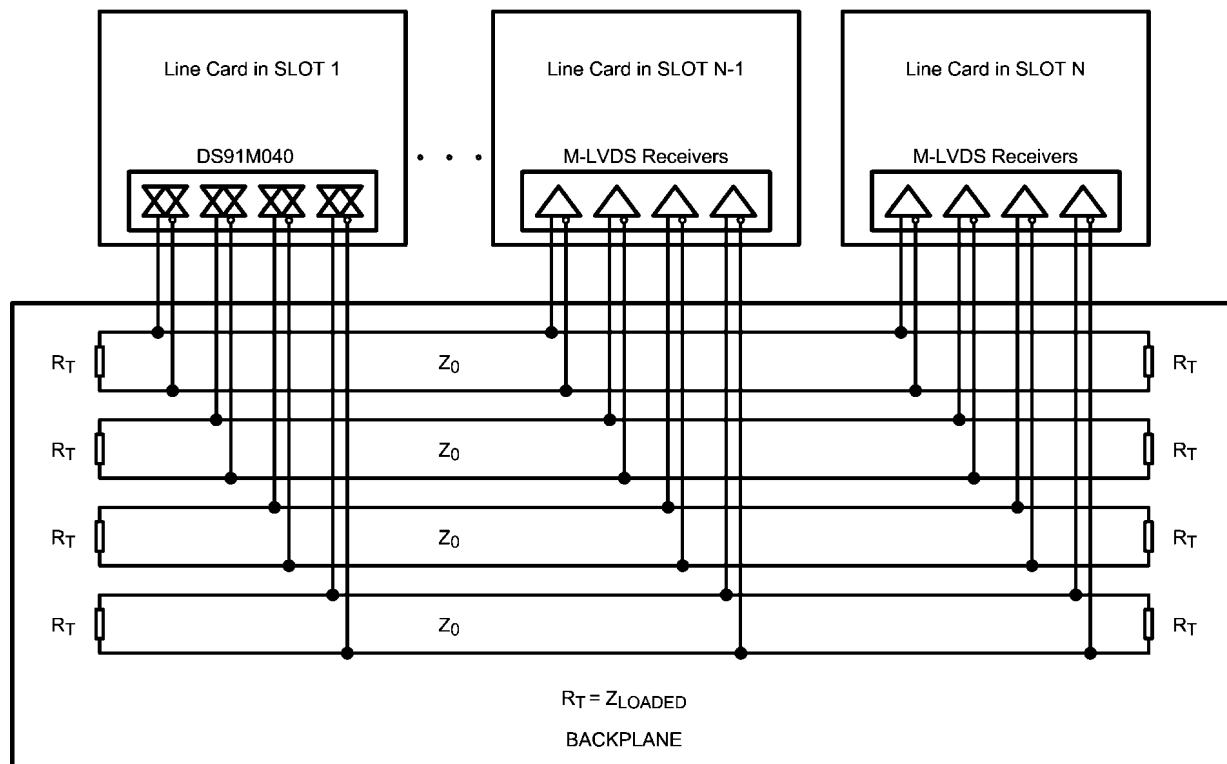 Line Card in SLOT 1
Line Card in SLOT N-1
Line Card in SLOT N
DS91M040
M-LVDS Receivers
M-LVDS Receivers
RT
Z0
RT
RT
Z0
RT
RT
Z0
RT
RT
Z0
RT
RT = ZLOADED
BACKPLANE